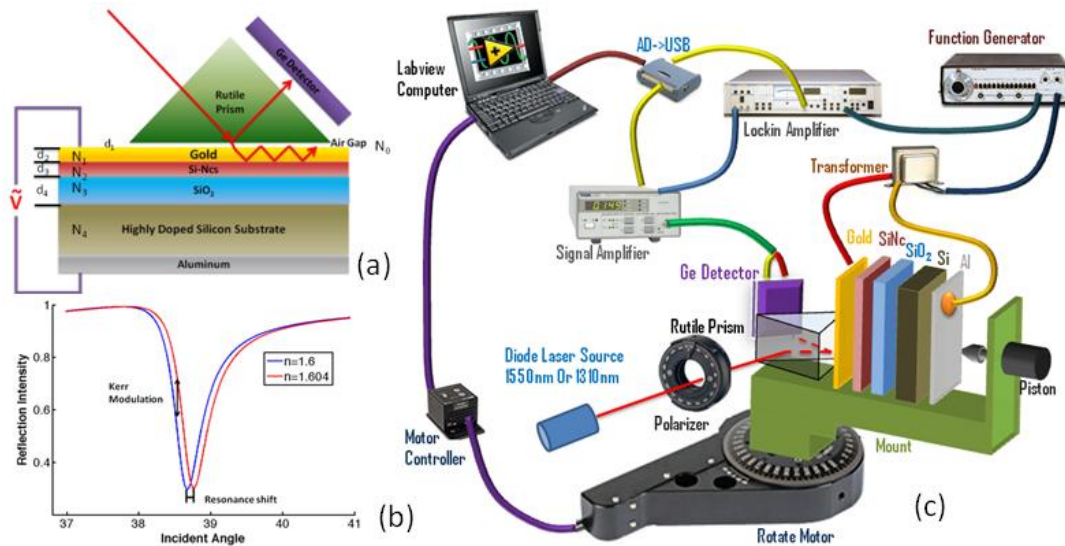 Rutile
Prism
Ge Detector
Air Gap
N₀
d₁
d₂
N₁
Gold
d₃
N₂
Si-Ncs
d₄
N₃
SiO₂
Ṽ
N₄
Highly Doped Silicon Substrate
Aluminum
(a)
1
0.8
0.6
0.4
Reflection Intensity
n=1.6
n=1.604
Kerr
Modulation
Resonance shift
37
38
39
40
41
Incident Angle
(b)
Labview
Computer
AD->USB
Function Generator
Lockin Amplifier
Transformer
0.149
Signal Amplifier
Gold
SiNc
SiO₂
Si
Al
Ge Detector
Rutile Prism
Diode Laser Source
1550nm Or 1310nm
Polarizer
Piston
Mount
Motor
Controller
Rotate Motor
(c)